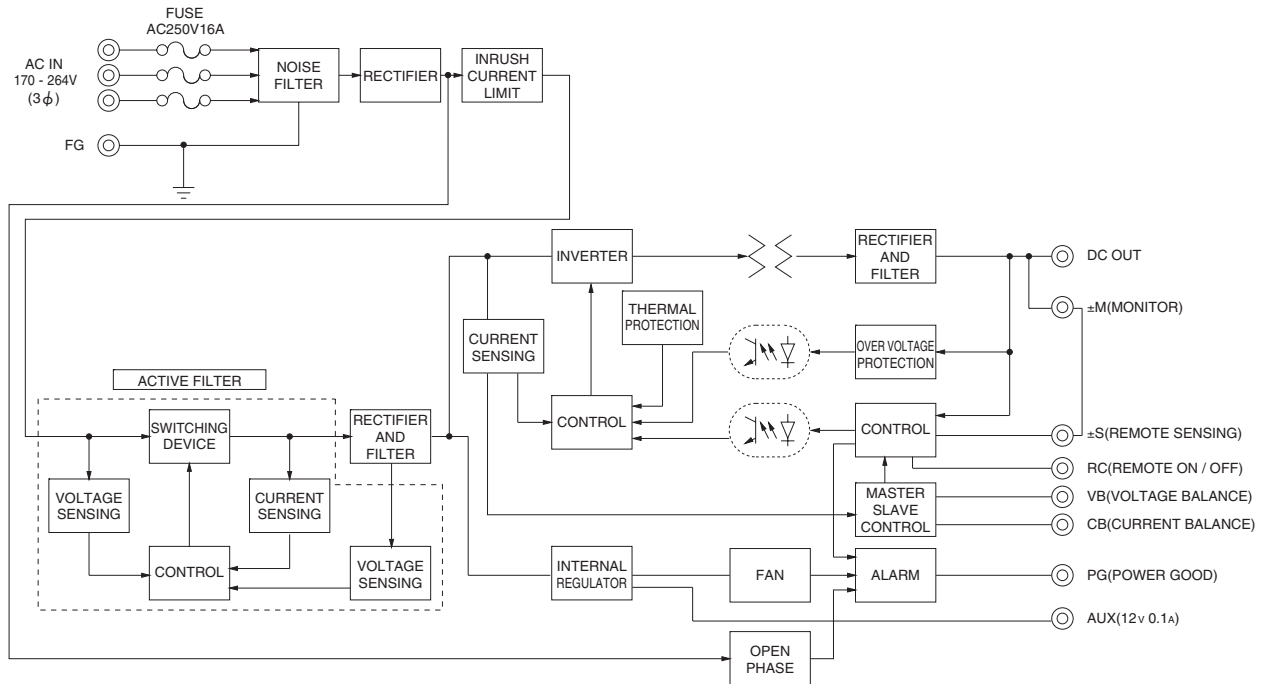 FUSE
AC250V16A
AC IN
170 - 264V
(3ϕ)
NOISE
FILTER
RECTIFIER
INRUSH
CURRENT
LIMIT
FG
INVERTER
RECTIFIER
AND
FILTER
DC OUT
THERMAL
PROTECTION
±M(MONITOR)
CURRENT
SENSING
OVER VOLTAGE
PROTECTION
ACTIVE FILTER
SWITCHING
DEVICE
RECTIFIER
AND
FILTER
CONTROL
CONTROL
±S(REMOTE SENSING)
RC(REMOTE ON / OFF)
VOLTAGE
SENSING
CURRENT
SENSING
MASTER
SLAVE
CONTROL
VB(VOLTAGE BALANCE)
CB(CURRENT BALANCE)
CONTROL
VOLTAGE
SENSING
INTERNAL
REGULATOR
FAN
ALARM
PG(POWER GOOD)
AUX(12V 0.1A)
OPEN
PHASE